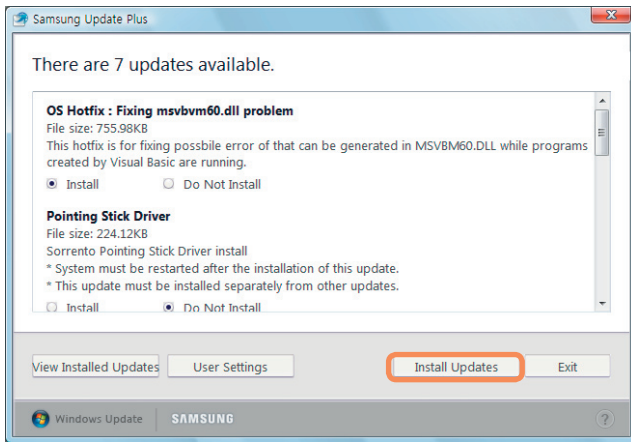 Samsung Update Plus
There are 7 updates available.
OS Hotfix : Fixing msvbvm60.dll problem
File size: 755.98KB
This hotfix is for fixing possbile error of that can be generated in MSVBM60.DLL while programs
created by Visual Basic are running.
Install Do Not Install
Pointing Stick Driver
File size: 224.12KB
Sorrento Pointing Stick Driver install
* System must be restarted after the installation of this update.
* This update must be installed separately from other updates.
Install Do Not Install
View Installed Updates User Settings Install Updates Exit
Windows Update SAMSUNG ?